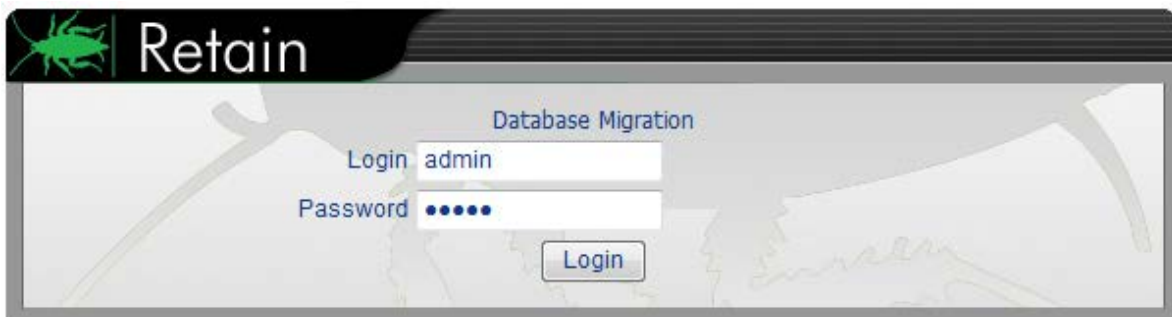 Retain
Database Migration
Login admin
Password •••••
Login